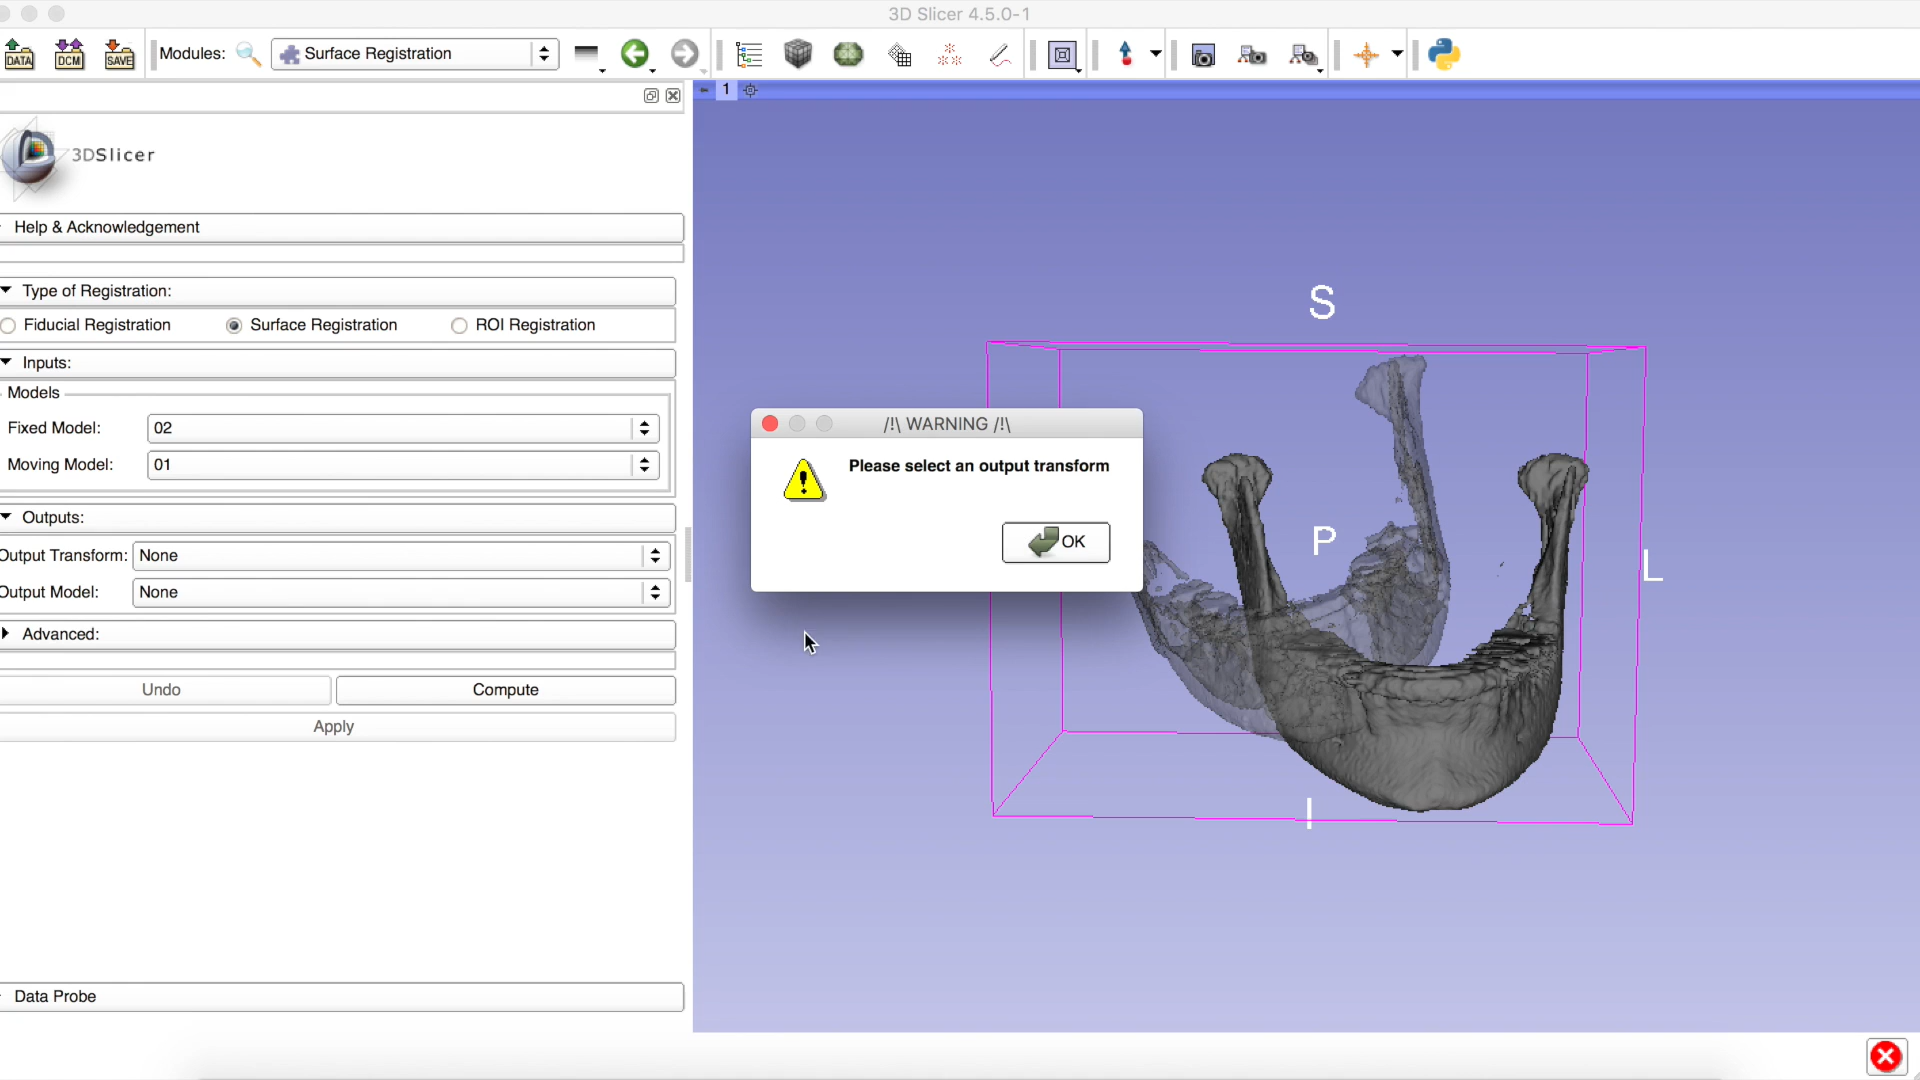 3D Slicer 4.5.0-1
DATA
DCM
SAVE
Modules:
Surface Registration
1
3DSlicer
Help & Acknowledgement
Type of Registration:
Fiducial Registration
Surface Registration
ROI Registration
Inputs:
Models
Fixed Model:
02
Moving Model:
01
Outputs:
Output Transform:
None
Output Model:
None
Advanced:
Undo
Compute
Apply
Data Probe
/!\ WARNING /!\
Please select an output transform
OK
S
P
L
I